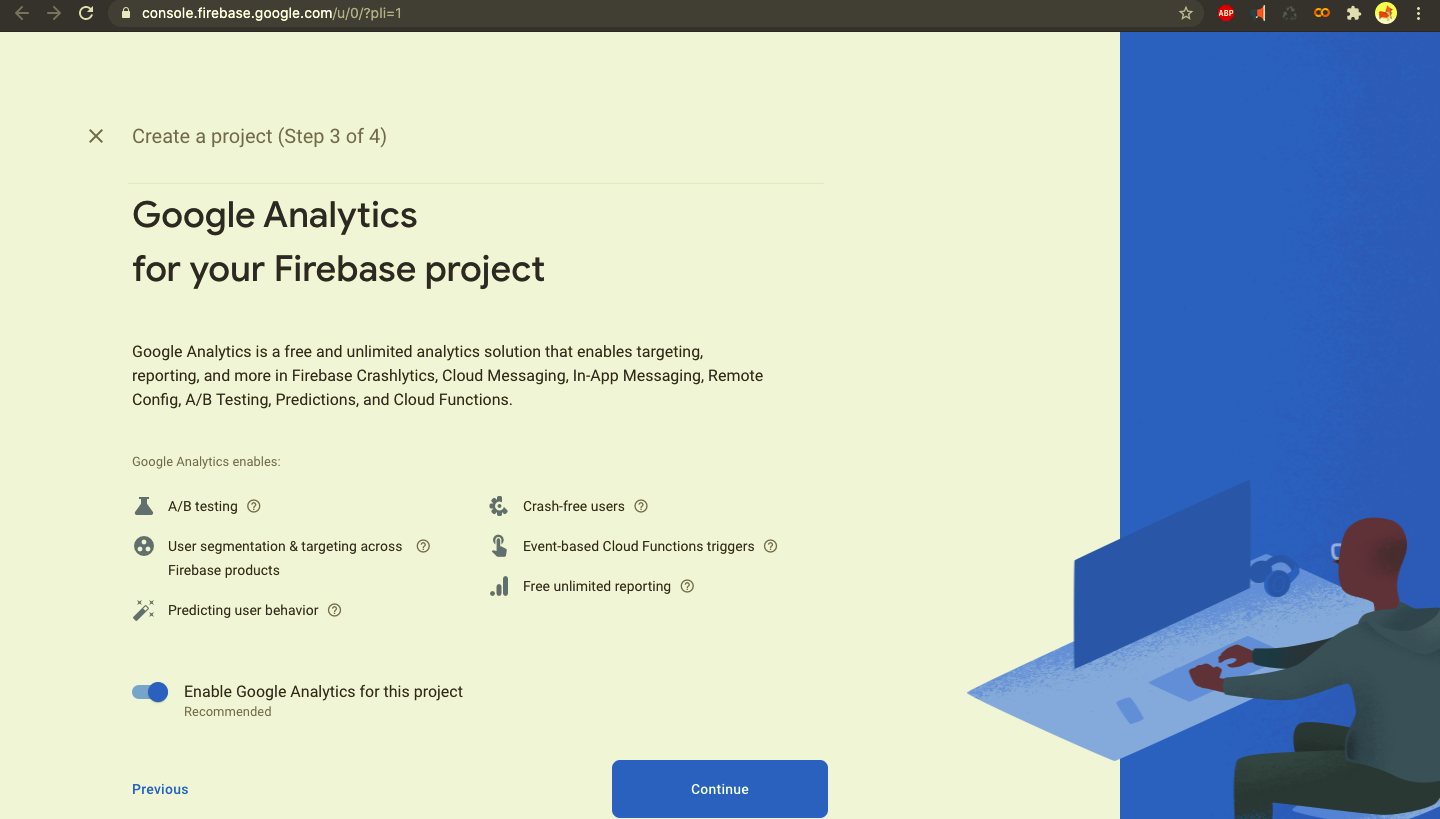 console.firebase.google.com/u/0/?pli=1
ABP
Create a project (Step 3 of 4)
Google Analytics
for your Firebase project
Google Analytics is a free and unlimited analytics solution that enables targeting,
reporting, and more in Firebase Crashlytics, Cloud Messaging, In-App Messaging, Remote
Config, A/B Testing, Predictions, and Cloud Functions.
Google Analytics enables:
A/B testing
User segmentation & targeting across
Firebase products
Predicting user behavior
Crash-free users
Event-based Cloud Functions triggers
Free unlimited reporting
Enable Google Analytics for this project
Recommended
Previous
Continue